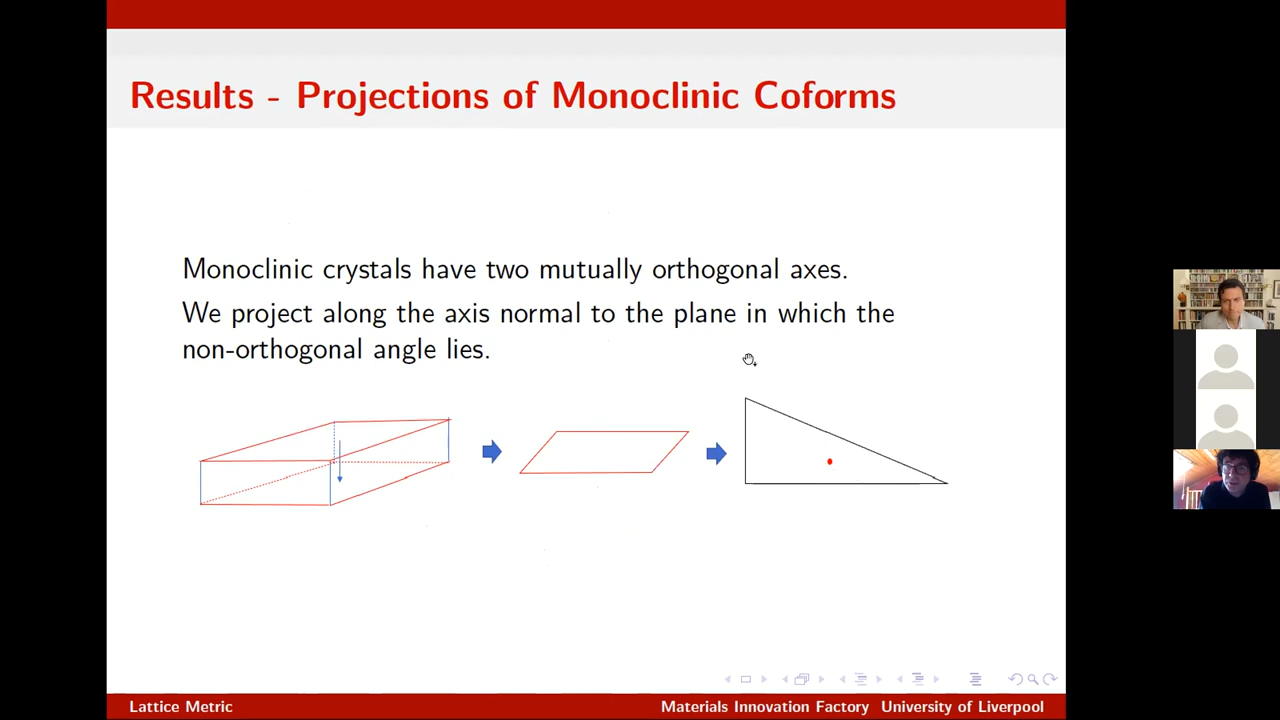 Results - Projections of Monoclinic Coforms
Monoclinic crystals have two mutually orthogonal axes.
We project along the axis normal to the plane in which the
non-orthogonal angle lies.
Lattice Metric
Materials Innovation Factory University of Liverpool